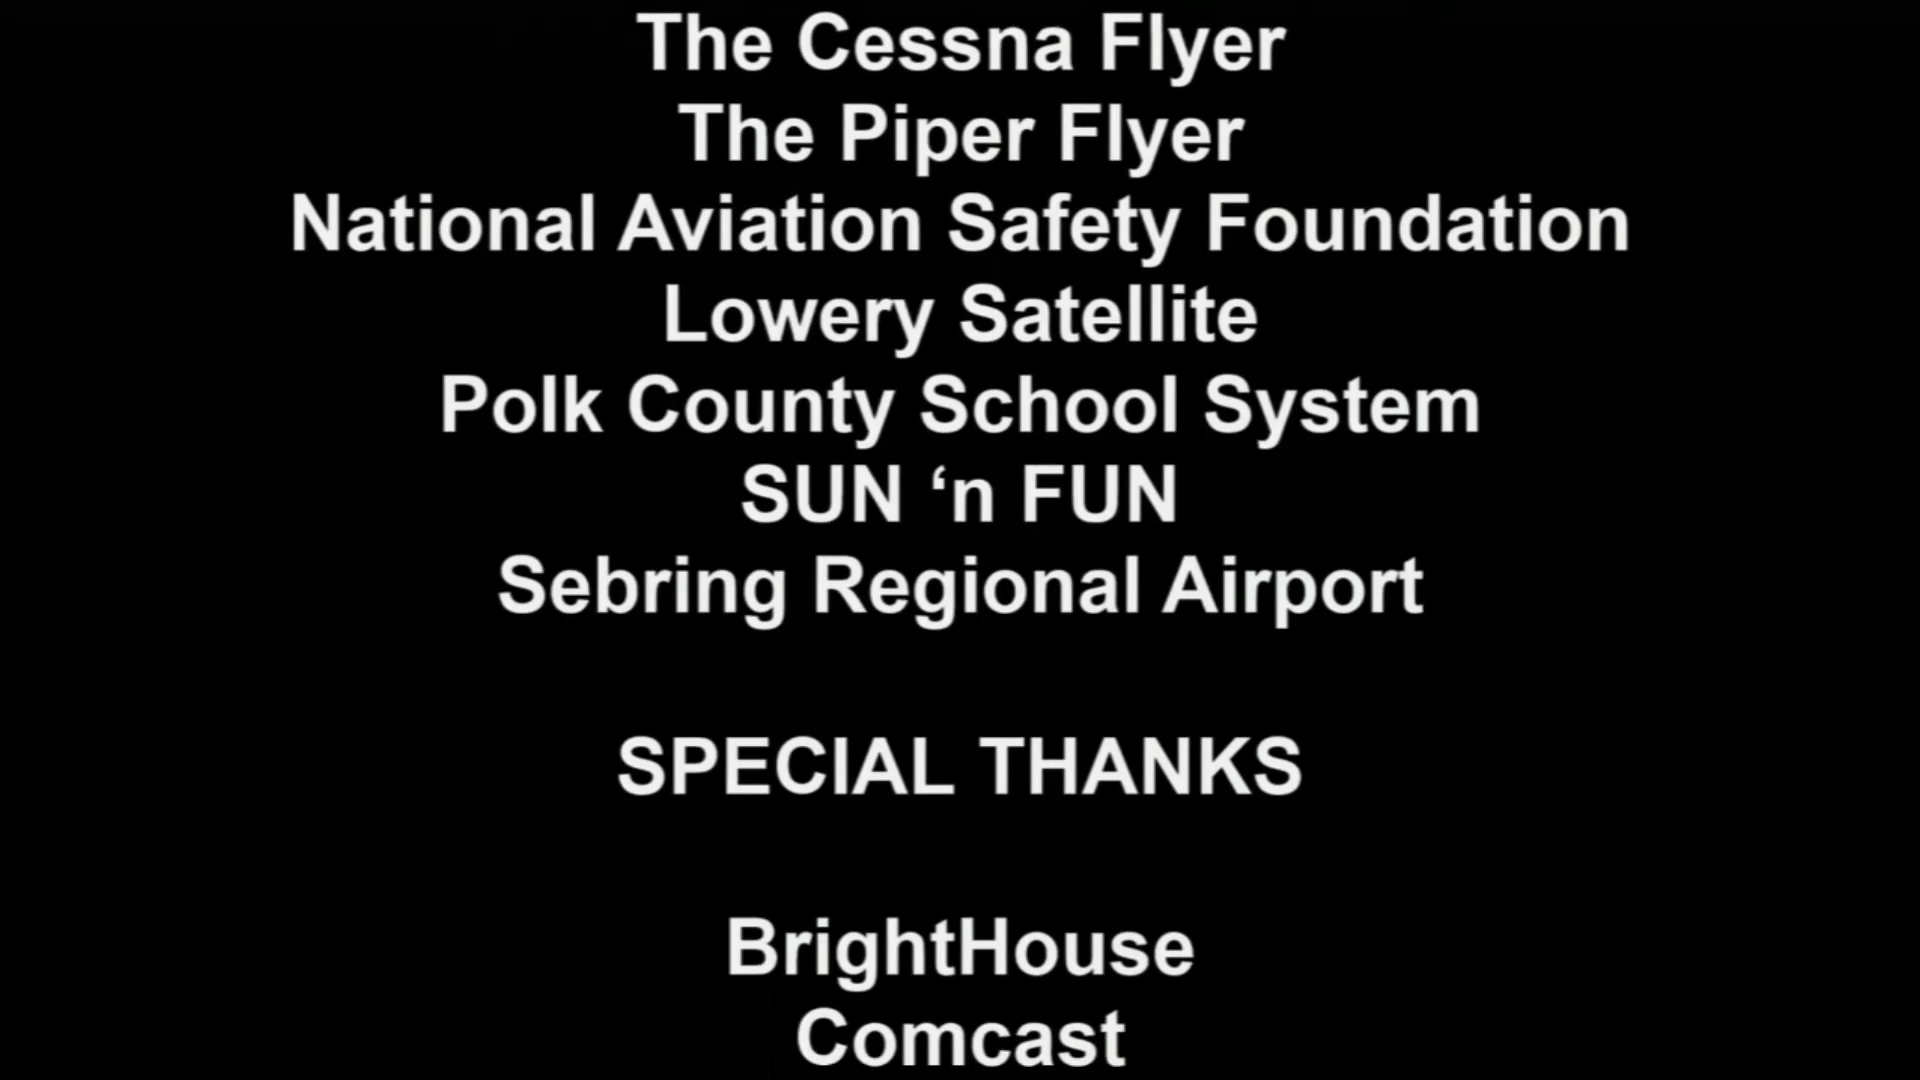 The Cessna Flyer
The Piper Flyer
National Aviation Safety Foundation
Lowery Satellite
Polk County School System
SUN ‘n FUN
Sebring Regional Airport
SPECIAL THANKS
BrightHouse
Comcast